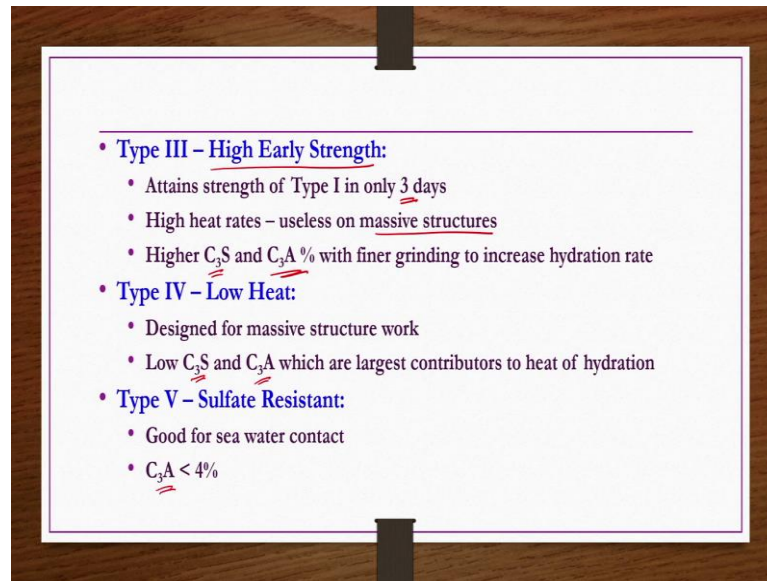 • Type III – High Early Strength:
• Attains strength of Type I in only 3 days
• High heat rates – useless on massive structures
• Higher C₃S and C₃A % with finer grinding to increase hydration rate
• Type IV – Low Heat:
• Designed for massive structure work
• Low C₃S and C₃A which are largest contributors to heat of hydration
• Type V – Sulfate Resistant:
• Good for sea water contact
• C₃A < 4%